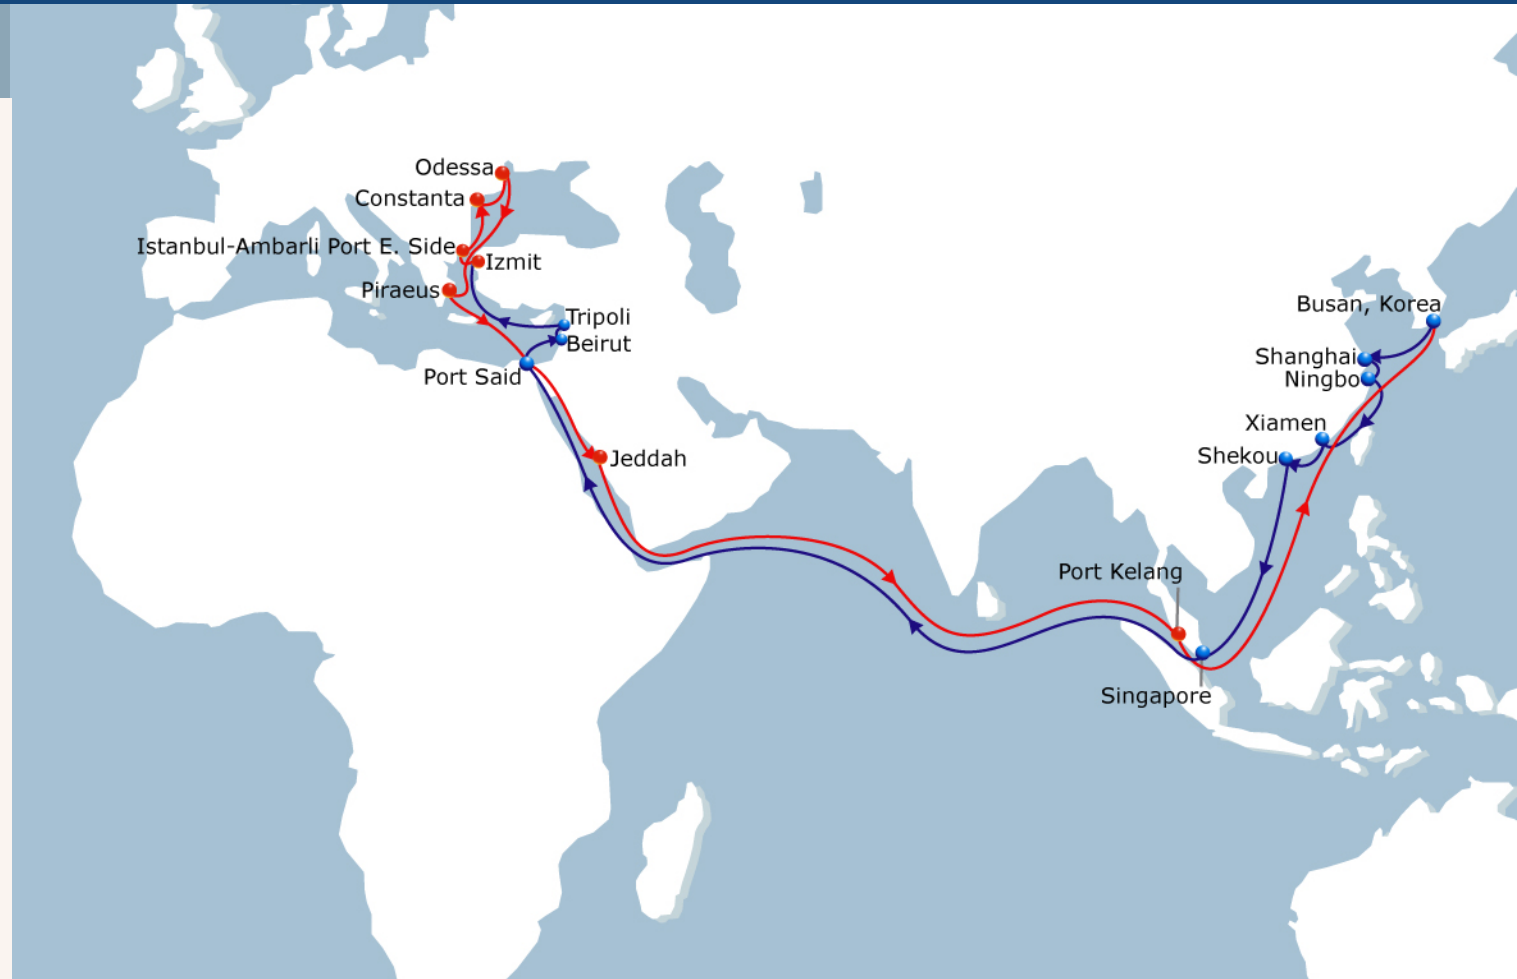 Odessa
Constanta
Istanbul-Ambarli Port E. Side
Izmit
Piraeus
Tripoli
Beirut
Port Said
Jeddah
Busan, Korea
Shanghai
Ningbo
Xiamen
Shekou
Port Kelang
Singapore